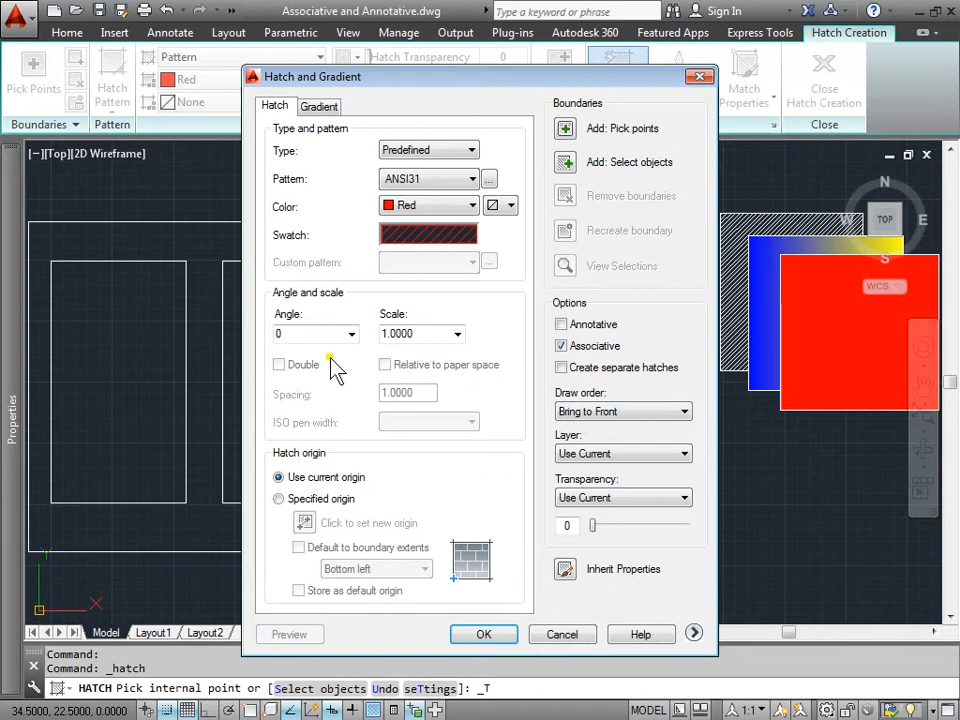 Associative and Annotative.dwg
Type a keyword or phrase
Sign In
Home Insert Annotate Layout Parametric View Manage Output Plug-ins Autodesk 360 Featured Apps Express Tools Hatch Creation
Pattern
Hatch Transparency 0
Red
None
Pick Points
Hatch Pattern
Match Properties
Close Hatch Creation
Boundaries
Pattern
Close
Hatch and Gradient
Hatch Gradient
Type and pattern
Type: Predefined
Pattern: ANSI31 ...
Color: Red
Swatch:
Custom pattern: ...
Angle and scale
Angle: Scale:
0 1.0000
Double Relative to paper space
Spacing: 1.0000
ISO pen width:
Hatch origin
Use current origin
Specified origin
Click to set new origin
Default to boundary extents
Bottom left
Store as default origin
Boundaries
Add: Pick points
Add: Select objects
Remove boundaries
Recreate boundary
View Selections
Options
Annotative
Associative
Create separate hatches
Draw order:
Bring to Front
Layer:
Use Current
Transparency:
Use Current
0
Inherit Properties
Preview OK Cancel Help
[−][Top][2D Wireframe]
N
W TOP E
S
WCS
Properties
Y
X
Model Layout1 Layout2
Command:
Command: _hatch
HATCH Pick internal point or [Select objects Undo seTtings]: _T
34.5000, 22.5000, 0.0000
MODEL
1:1